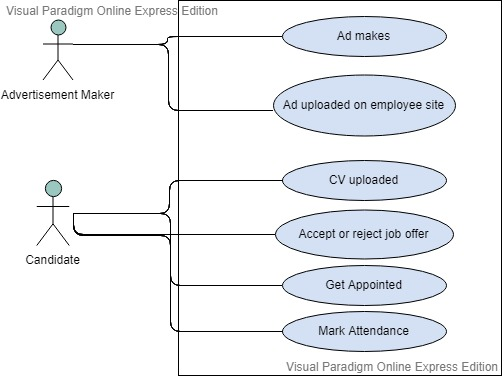 Visual Paradigm Online Express Edition
Ad makes
Advertisement Maker
Ad uploaded on employee site
CV uploaded
Accept or reject job offer
Candidate
Get Appointed
Mark Attendance
Visual Paradigm Online Express Edition